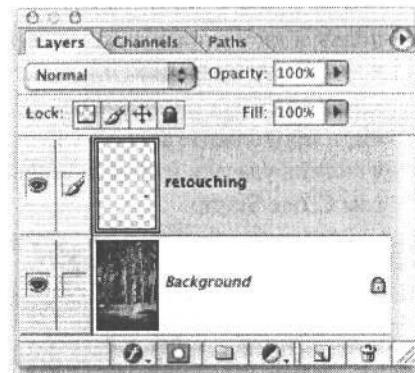 Layers Channels Paths
Normal Opacity: 100%
Lock: Fill: 100%
retouching
Background